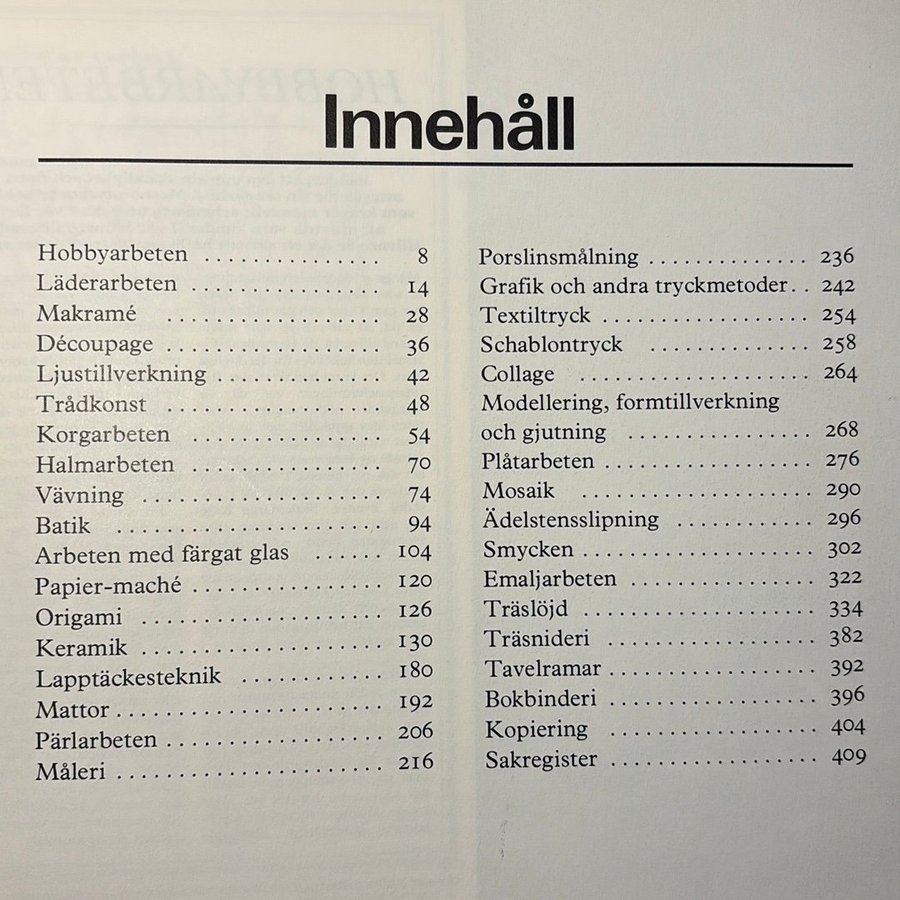 Innehåll
Hobbyarbeten . . . . . . . . . . . . . . . 8
Läderarbeten . . . . . . . . . . . . . . . . 14
Makramé . . . . . . . . . . . . . . . . . . 28
Découpage . . . . . . . . . . . . . . . . . . 36
Ljustillverkning . . . . . . . . . . . . . . 42
Trådkonst . . . . . . . . . . . . . . . . . . 48
Korgarbeten . . . . . . . . . . . . . . . . 54
Halmarbeten . . . . . . . . . . . . . . . . 70
Vävning . . . . . . . . . . . . . . . . . . . . 74
Batik . . . . . . . . . . . . . . . . . . . . . . 94
Arbeten med färgat glas . . . . . . 104
Papier-maché . . . . . . . . . . . . . . . . 120
Origami . . . . . . . . . . . . . . . . . . . . 126
Keramik . . . . . . . . . . . . . . . . . . . . 130
Lapptäckesteknik . . . . . . . . . . . . 180
Mattor . . . . . . . . . . . . . . . . . . . . . . 192
Pärlarbeten . . . . . . . . . . . . . . . . . . 206
Måleri . . . . . . . . . . . . . . . . . . . . . . 216
Porslinsmålning . . . . . . . . . . . . . . 236
Grafik och andra tryckmetoder . . 242
Textiltryck . . . . . . . . . . . . . . . . . . 254
Schablontryck . . . . . . . . . . . . . . 258
Collage . . . . . . . . . . . . . . . . . . . . 264
Modellering, formtillverkning
och gjutning . . . . . . . . . . . . . . . . 268
Plåtarbeten . . . . . . . . . . . . . . . . . . 276
Mosaik . . . . . . . . . . . . . . . . . . . . 290
Ädelstensslipning . . . . . . . . . . . . 296
Smycken . . . . . . . . . . . . . . . . . . . . 302
Emaljarbeten . . . . . . . . . . . . . . . . 322
Träslöjd . . . . . . . . . . . . . . . . . . . . 334
Träsnideri . . . . . . . . . . . . . . . . . . 382
Tavelramar . . . . . . . . . . . . . . . . . . 392
Bokbinderi . . . . . . . . . . . . . . . . . . 396
Kopiering . . . . . . . . . . . . . . . . . . 404
Sakregister . . . . . . . . . . . . . . . . . . 409